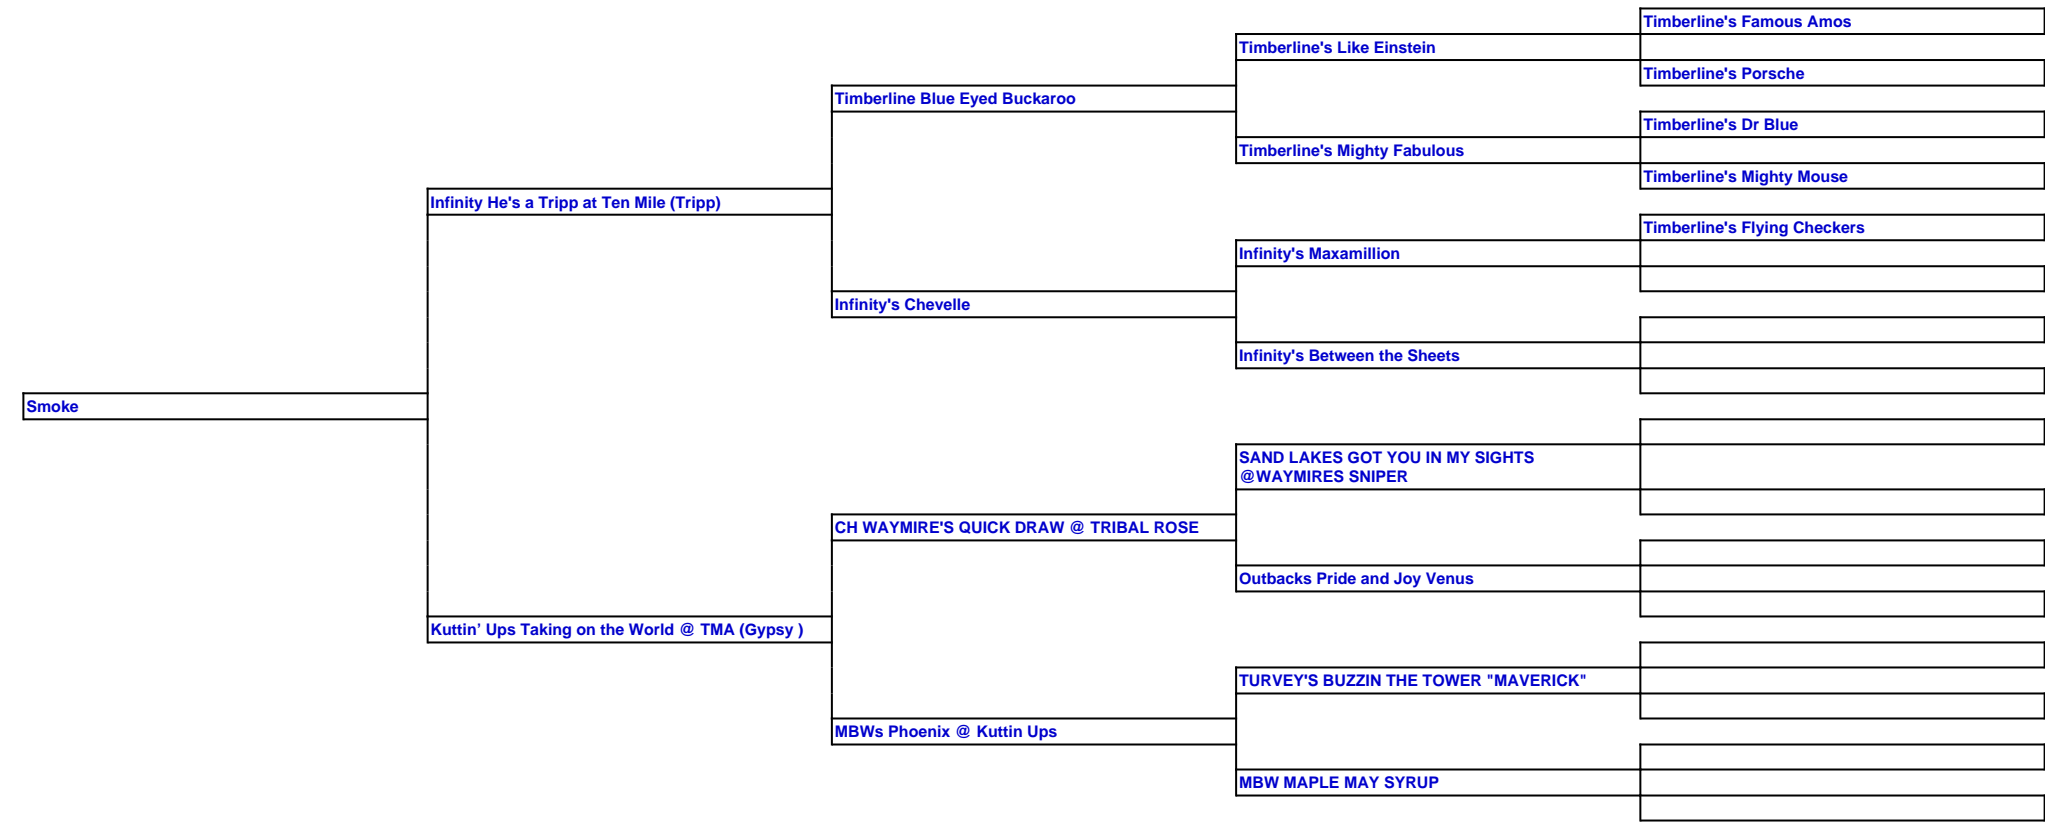 Timberline's Famous Amos
Timberline's Like Einstein
Timberline's Porsche
Timberline Blue Eyed Buckaroo
Timberline's Dr Blue
Timberline's Mighty Fabulous
Timberline's Mighty Mouse
Infinity He's a Tripp at Ten Mile (Tripp)
Timberline's Flying Checkers
Infinity's Maxamillion
Infinity's Chevelle
Infinity's Between the Sheets
Smoke
SAND LAKES GOT YOU IN MY SIGHTS
@WAYMIRES SNIPER
CH WAYMIRE'S QUICK DRAW @ TRIBAL ROSE
Outbacks Pride and Joy Venus
Kuttin’ Ups Taking on the World @ TMA (Gypsy )
TURVEY'S BUZZIN THE TOWER "MAVERICK"
MBWs Phoenix @ Kuttin Ups
MBW MAPLE MAY SYRUP